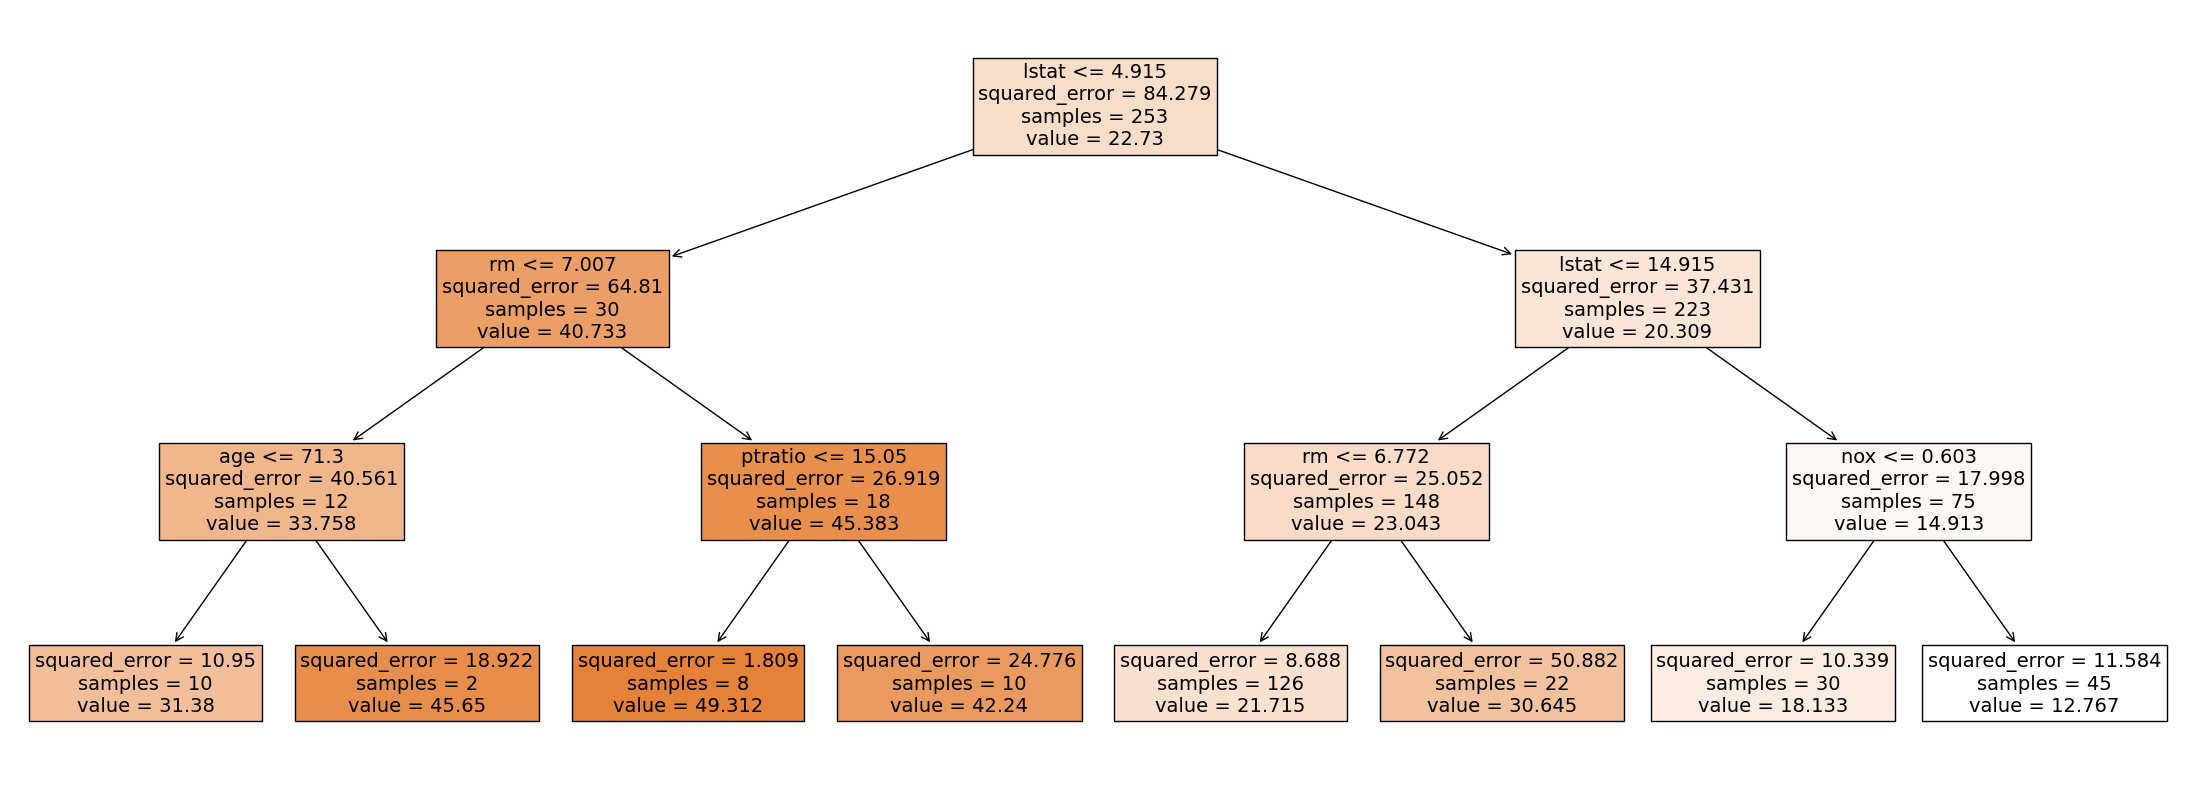 lstat <= 4.915
squared_error = 84.279
samples = 253
value = 22.73
rm <= 7.007
squared_error = 64.81
samples = 30
value = 40.733
lstat <= 14.915
squared_error = 37.431
samples = 223
value = 20.309
age <= 71.3
squared_error = 40.561
samples = 12
value = 33.758
ptratio <= 15.05
squared_error = 26.919
samples = 18
value = 45.383
rm <= 6.772
squared_error = 25.052
samples = 148
value = 23.043
nox <= 0.603
squared_error = 17.998
samples = 75
value = 14.913
squared_error = 10.95
samples = 10
value = 31.38
squared_error = 18.922
samples = 2
value = 45.65
squared_error = 1.809
samples = 8
value = 49.312
squared_error = 24.776
samples = 10
value = 42.24
squared_error = 8.688
samples = 126
value = 21.715
squared_error = 50.882
samples = 22
value = 30.645
squared_error = 10.339
samples = 30
value = 18.133
squared_error = 11.584
samples = 45
value = 12.767